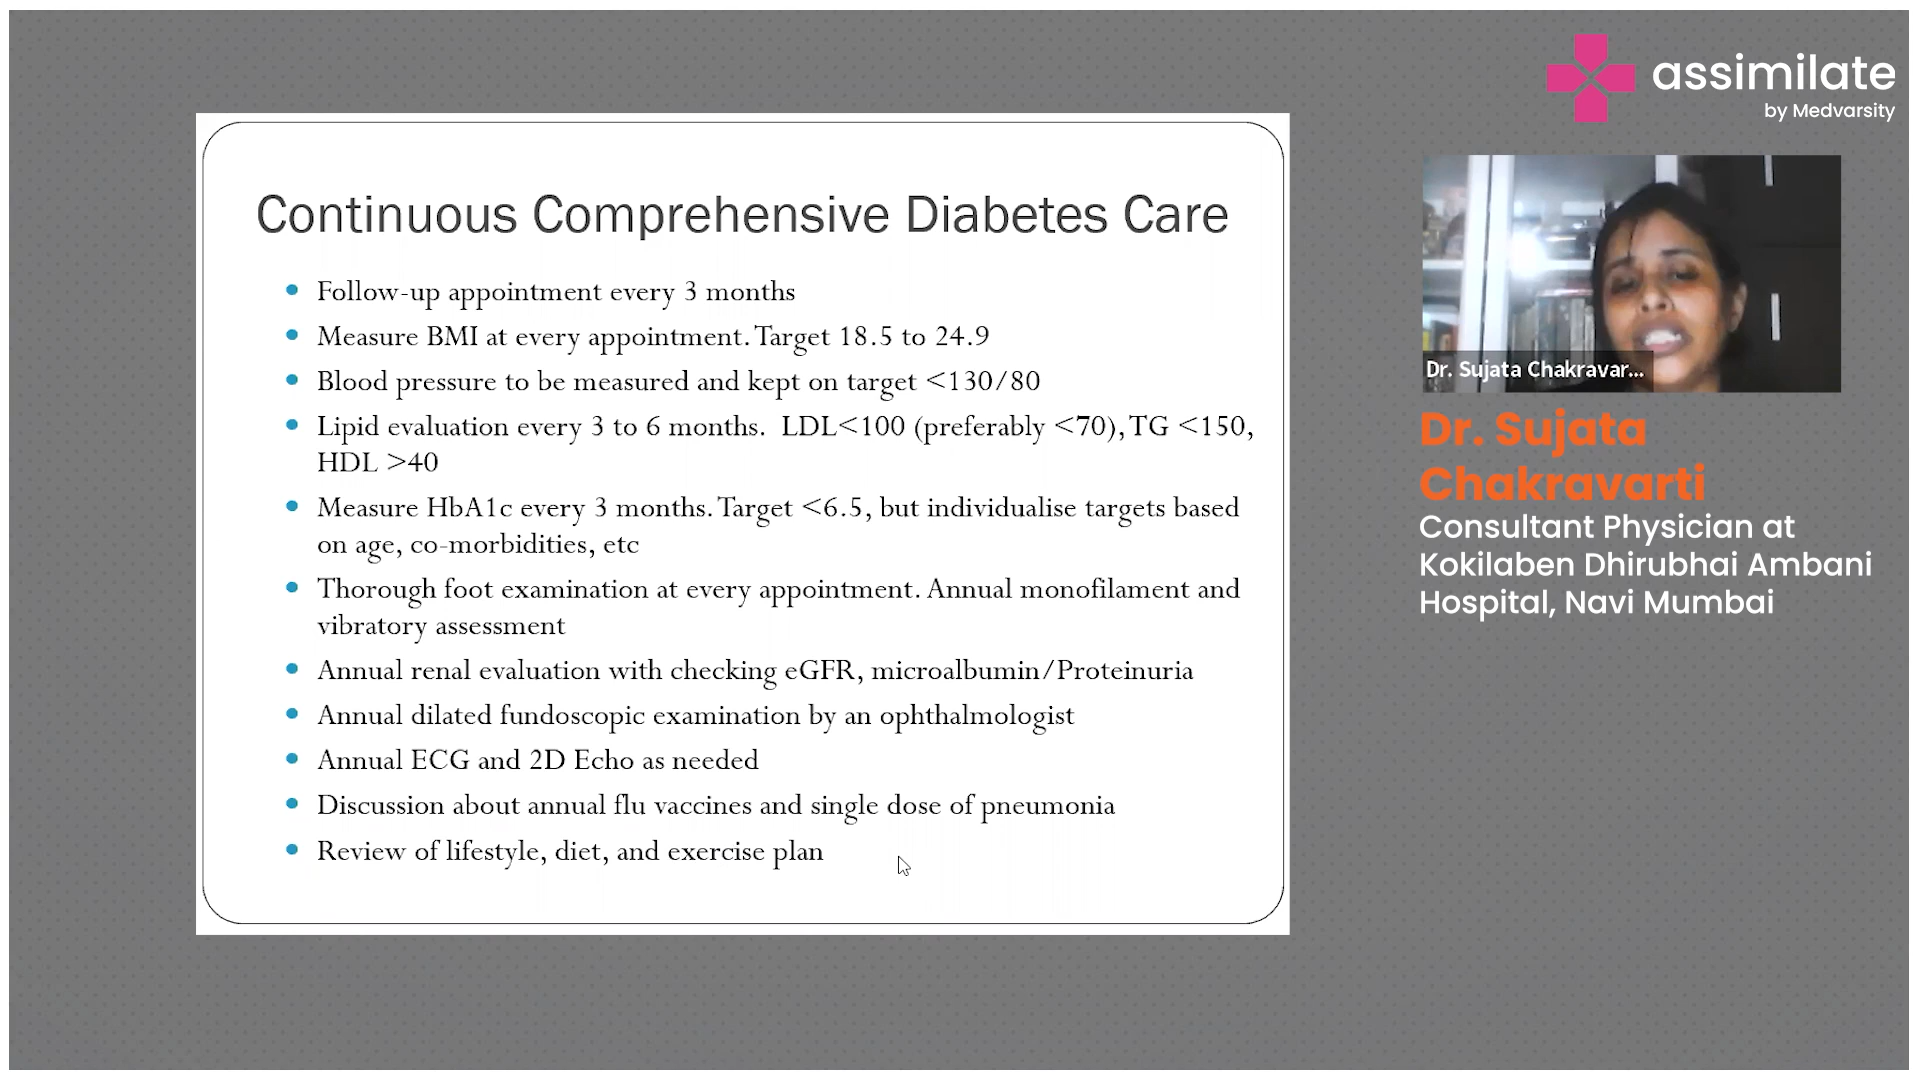 assimilate
by Medvarsity
Continuous Comprehensive Diabetes Care
• Follow-up appointment every 3 months
• Measure BMI at every appointment. Target 18.5 to 24.9
• Blood pressure to be measured and kept on target <130/80
• Lipid evaluation every 3 to 6 months. LDL<100 (preferably <70), TG <150,
HDL >40
• Measure HbA1c every 3 months. Target <6.5, but individualise targets based
on age, co-morbidities, etc
• Thorough foot examination at every appointment. Annual monofilament and
vibratory assessment
• Annual renal evaluation with checking eGFR, microalbumin/Proteinuria
• Annual dilated fundoscopic examination by an ophthalmologist
• Annual ECG and 2D Echo as needed
• Discussion about annual flu vaccines and single dose of pneumonia
• Review of lifestyle, diet, and exercise plan
Dr. Sujata Chakravar...
Dr. Sujata
Chakravarti
Consultant Physician at
Kokilaben Dhirubhai Ambani
Hospital, Navi Mumbai